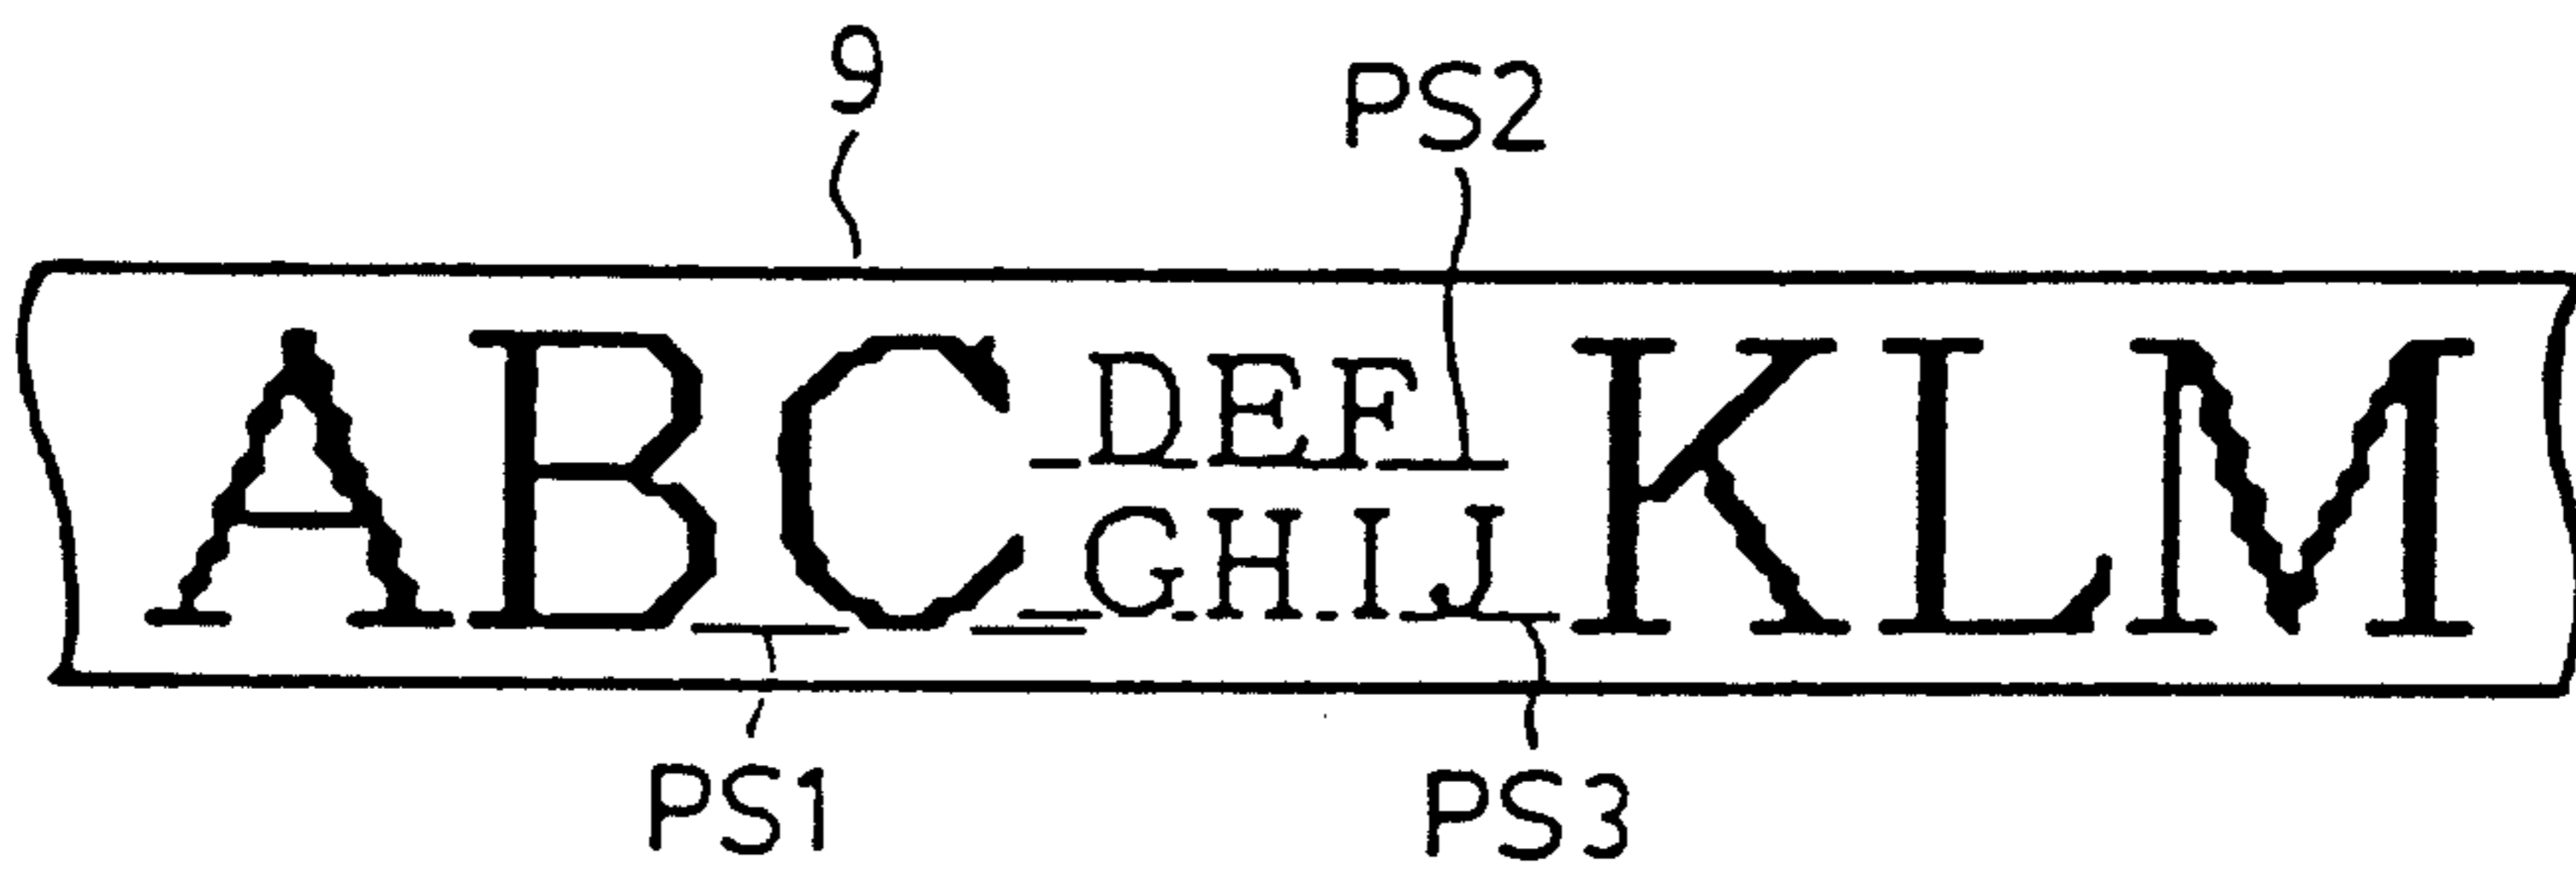 9
PS2
ABC DEF KLM
GHIJ
PS1
PS3